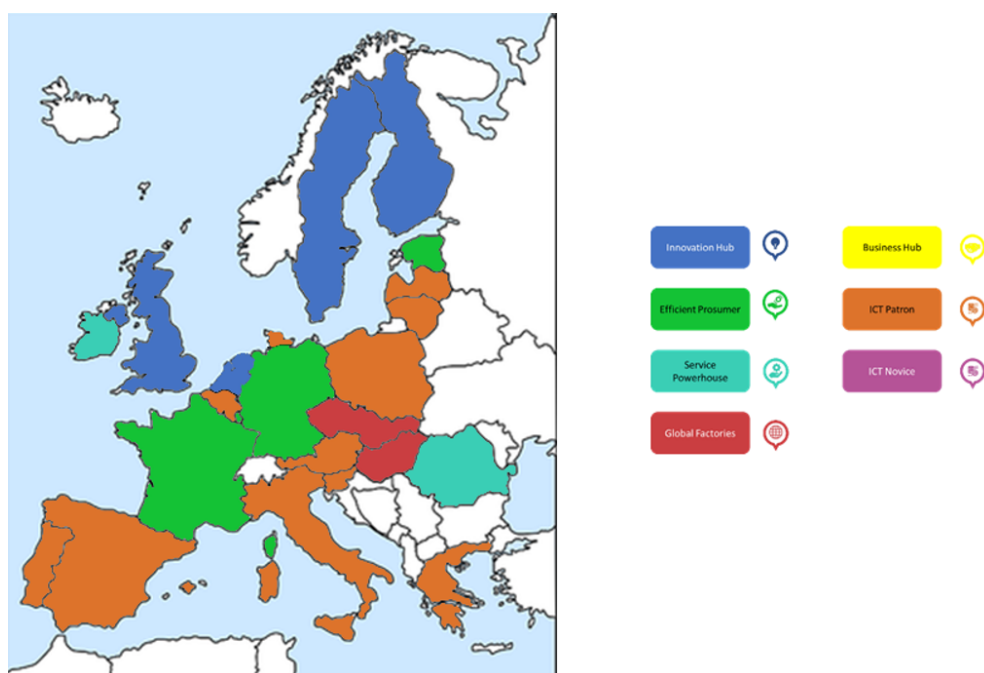 Innovation Hub
Business Hub
Efficient Prosumer
ICT Patron
Service
Powerhouse
ICT Novice
Global Factories